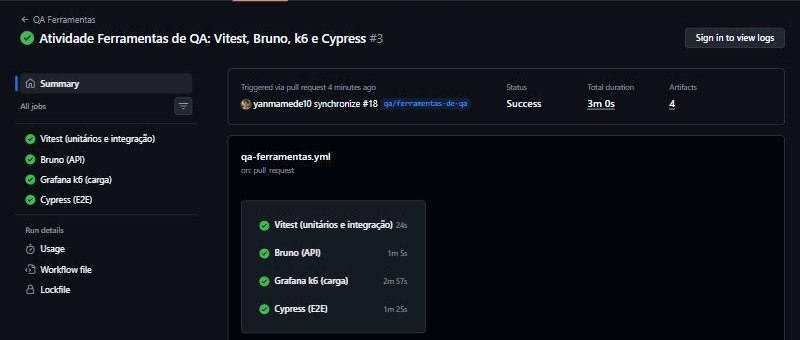 ← QA Ferramentas
Atividade Ferramentas de QA: Vitest, Bruno, k6 e Cypress #3
Sign in to view logs
Summary
All jobs
Vitest (unitários e integração)
Bruno (API)
Grafana k6 (carga)
Cypress (E2E)
Run details
Usage
Workflow file
Lockfile
Triggered via pull request 4 minutes ago
yanmamede10 synchronize #18 qa/ferramentas-de-qa
Status
Success
Total duration
3m 0s
Artifacts
4
qa-ferramentas.yml
on: pull_request
Vitest (unitários e integração) 24s
Bruno (API) 1m 5s
Grafana k6 (carga) 2m 57s
Cypress (E2E) 1m 25s